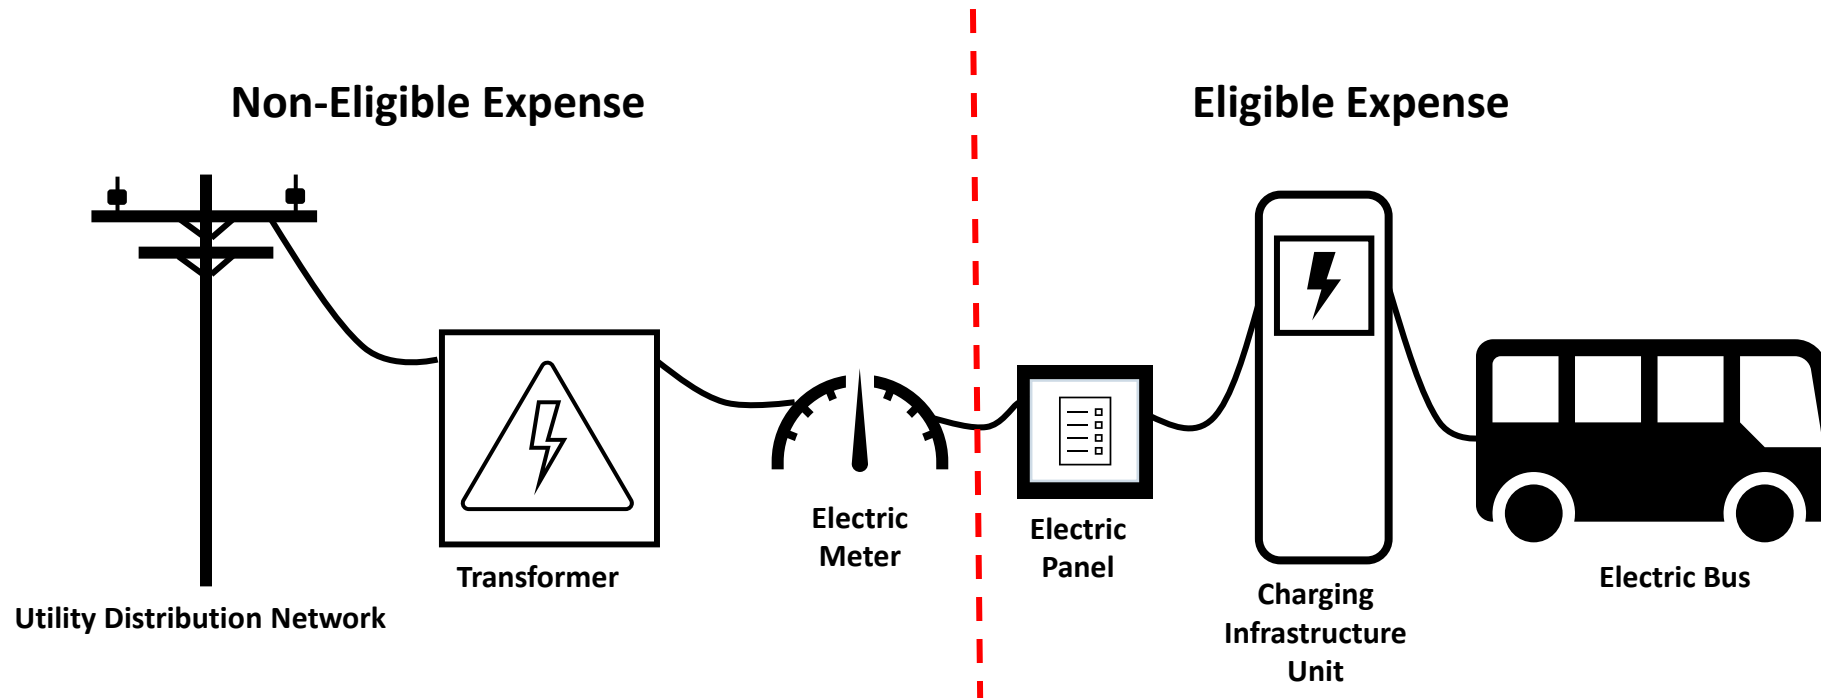 Non-Eligible Expense
Eligible Expense
Utility Distribution Network
Transformer
Electric
Meter
Electric
Panel
Charging
Infrastructure
Unit
Electric Bus